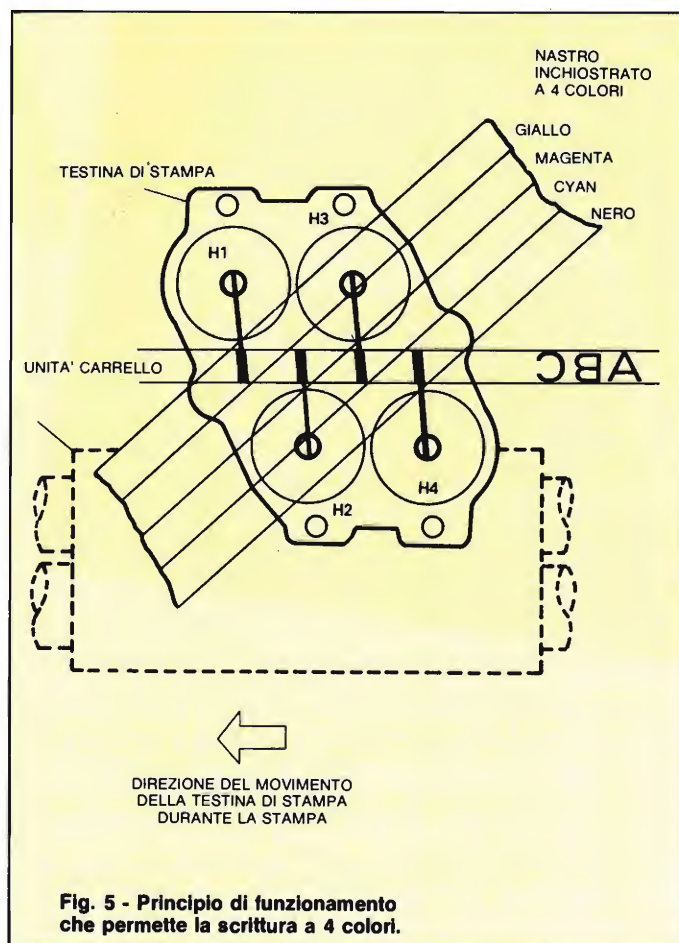 NASTRO
INCHIOSTRATO
A 4 COLORI
GIALLO
MAGENTA
CYAN
NERO
TESTINA DI STAMPA
H3
H1
UNITA' CARRELLO
ABC
H4
H2
DIREZIONE DEL MOVIMENTO
DELLA TESTINA DI STAMPA
DURANTE LA STAMPA
Fig. 5 - Principio di funzionamento
che permette la scrittura a 4 colori.